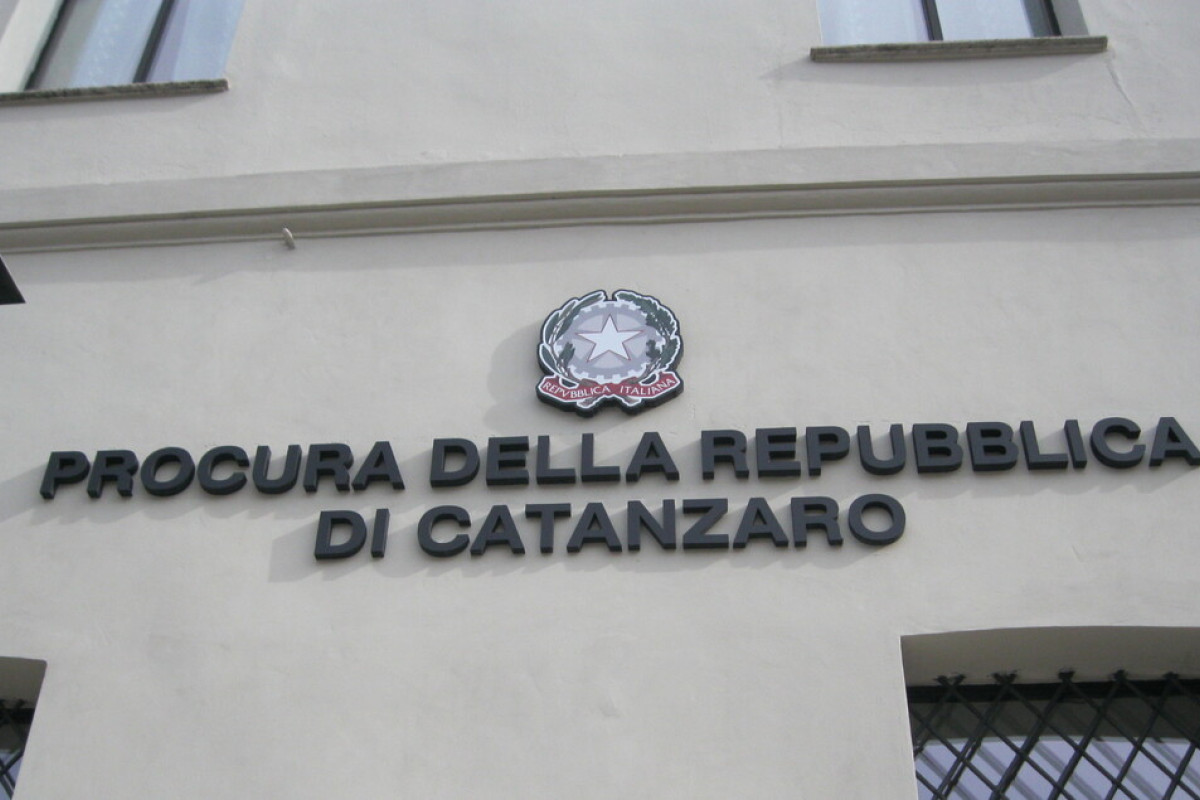 REPVBBLICA ITALIANA
PROCURA DELLA REPUBBLICA
DI CATANZARO